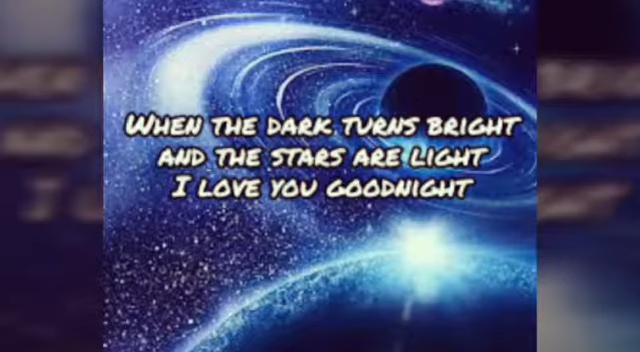 When the dark turns bright
and the stars are light
I love you goodnight